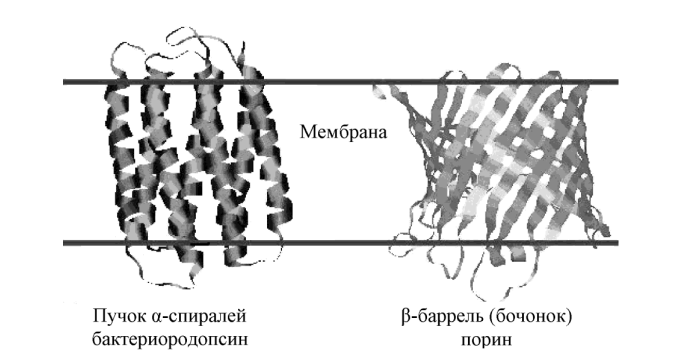 Мембрана
Пучок α-спиралей
бактериородопсин
β-баррель (бочонок)
порин